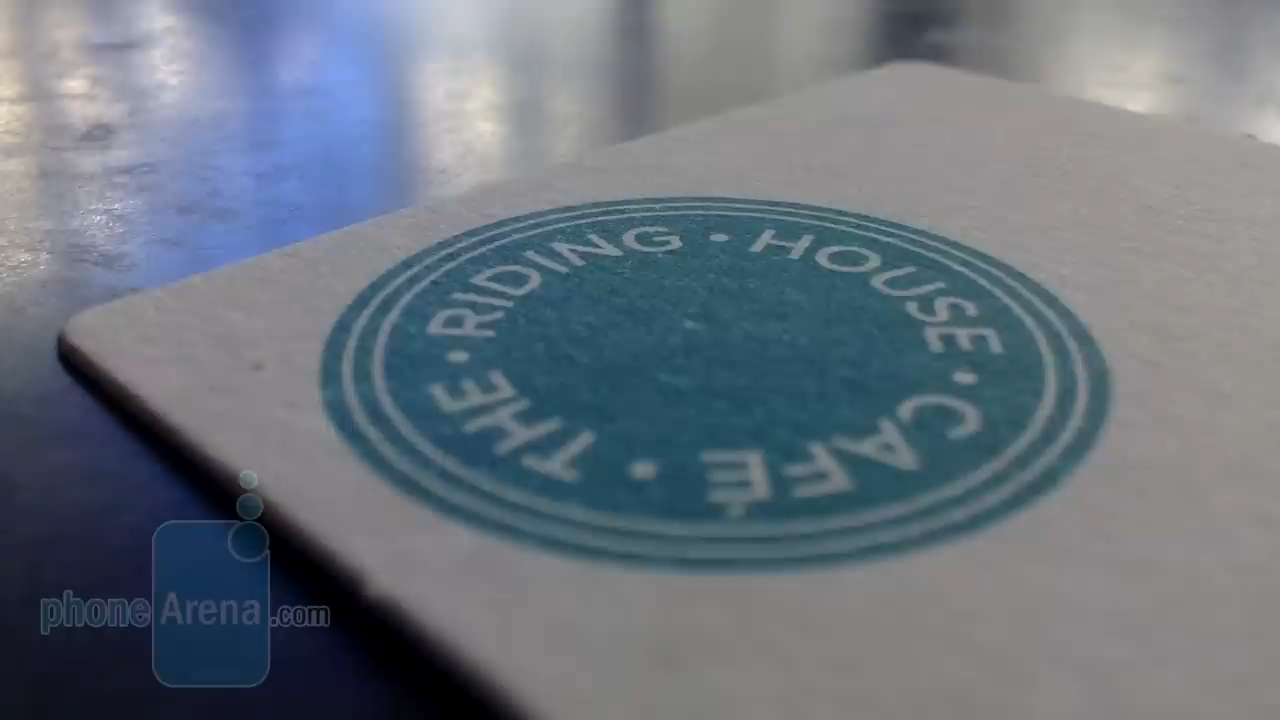 THE • RIDING • HOUSE • CAFÉ •
phoneArena.com